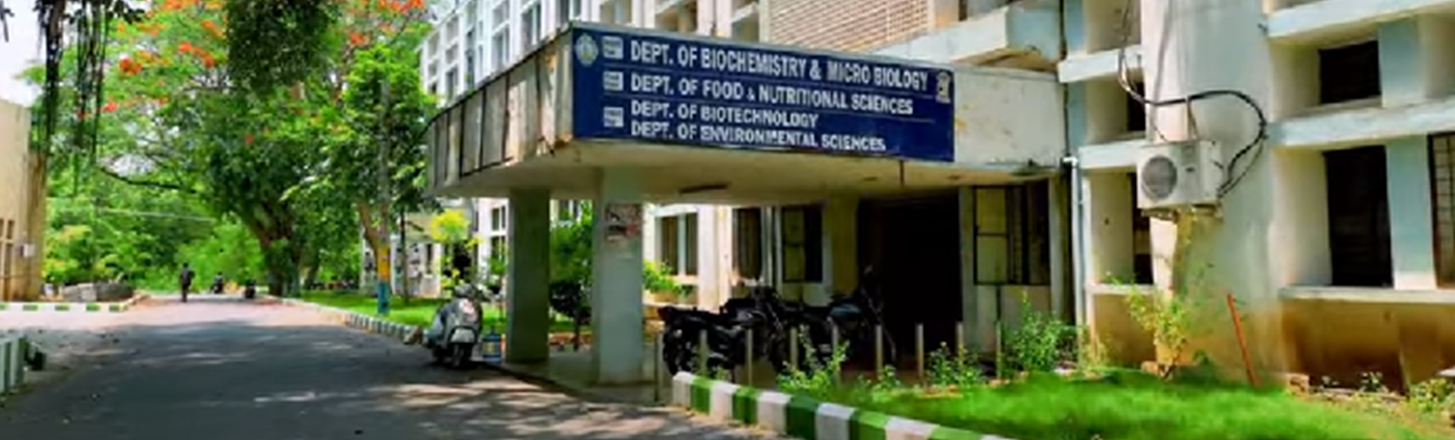 DEPT. OF BIOCHEMISTRY & MICRO BIOLOGY
DEPT. OF FOOD & NUTRITIONAL SCIENCES
DEPT. OF BIOTECHNOLOGY
DEPT. OF ENVIRONMENTAL SCIENCES